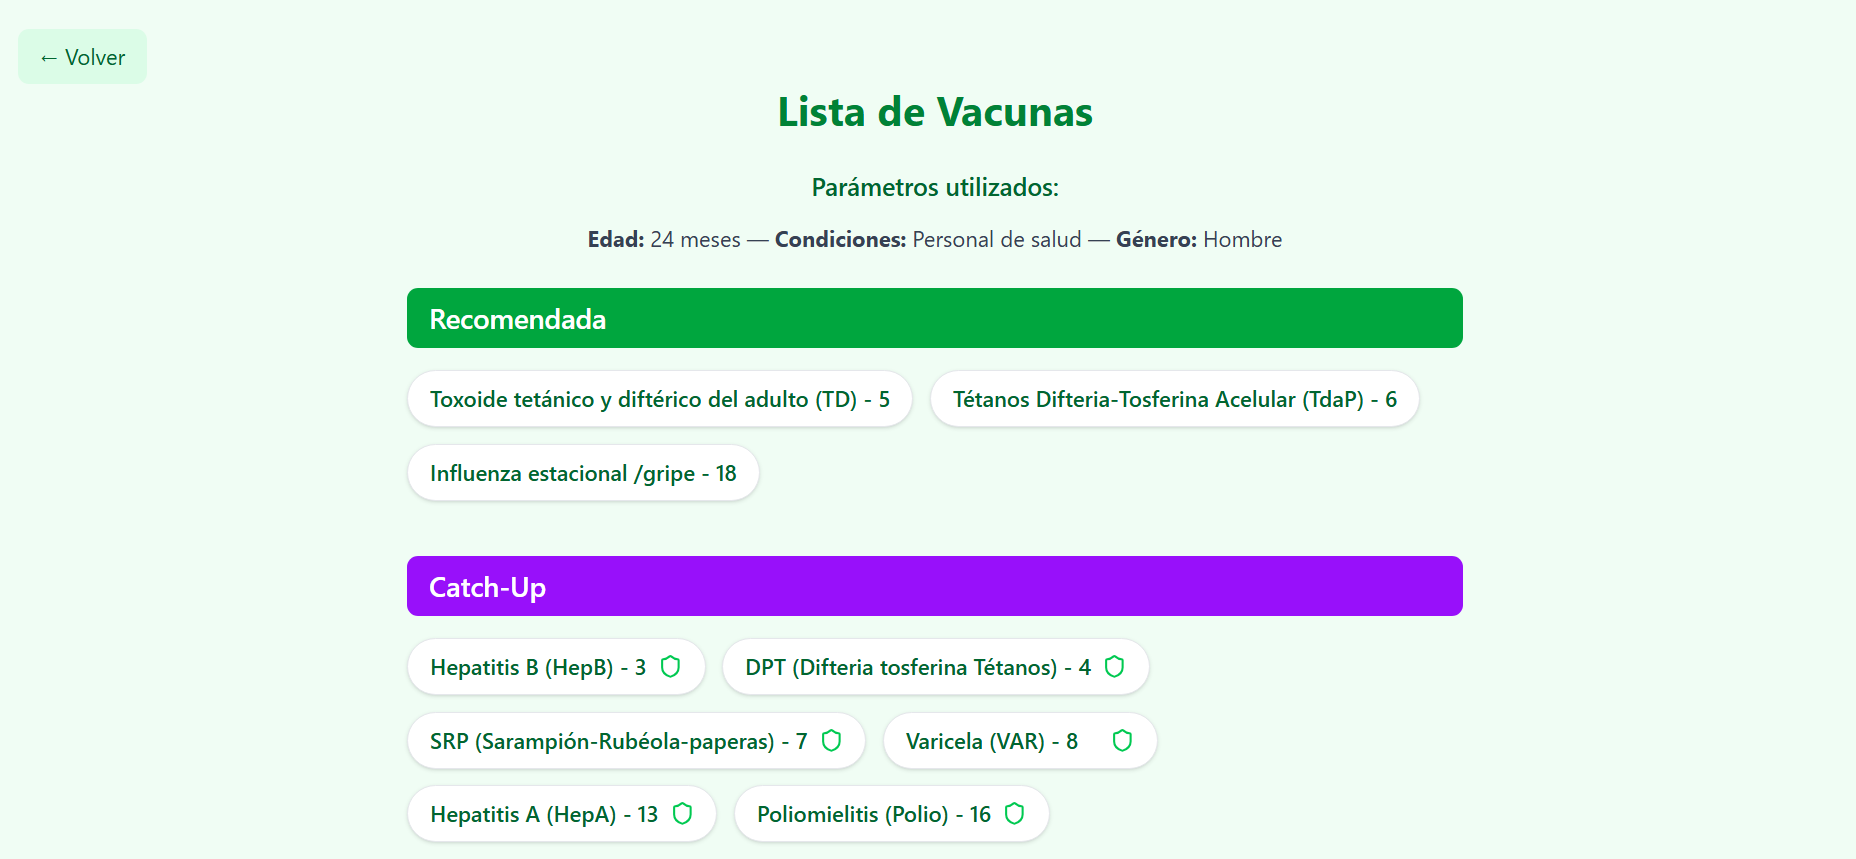 ← Volver
Lista de Vacunas
Parámetros utilizados:
Edad: 24 meses — Condiciones: Personal de salud — Género: Hombre
Recomendada
Toxoide tetánico y diftérico del adulto (TD) - 5
Tétanos Difteria-Tosferina Acelular (TdaP) - 6
Influenza estacional /gripe - 18
Catch-Up
Hepatitis B (HepB) - 3
DPT (Difteria tosferina Tétanos) - 4
SRP (Sarampión-Rubéola-paperas) - 7
Varicela (VAR) - 8
Hepatitis A (HepA) - 13
Poliomielitis (Polio) - 16